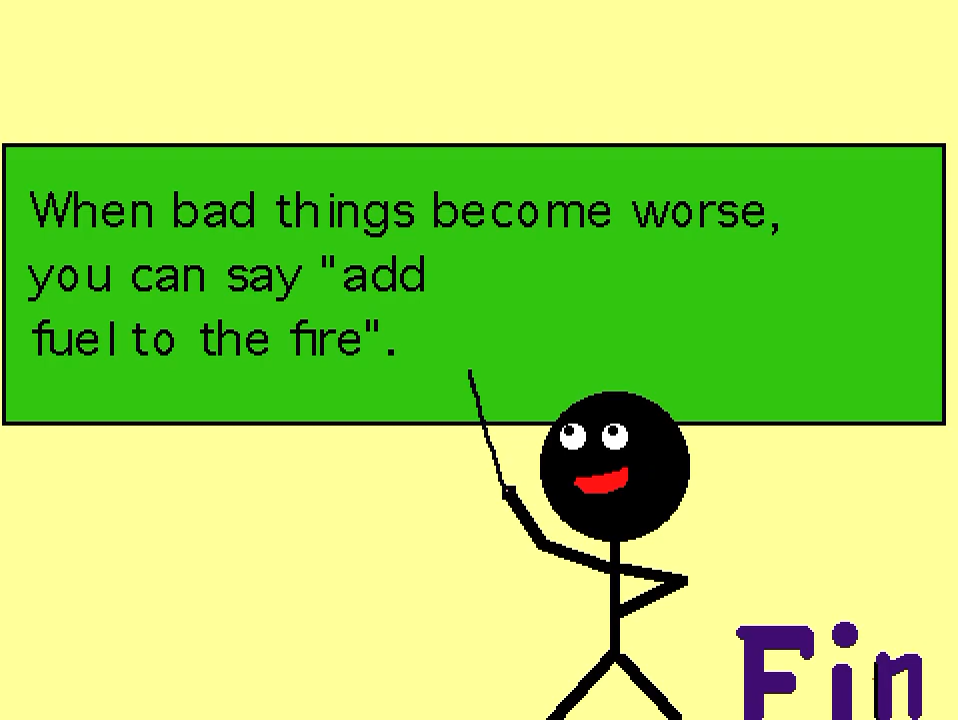 When bad things become worse,
you can say "add
fuel to the fire".
Fin